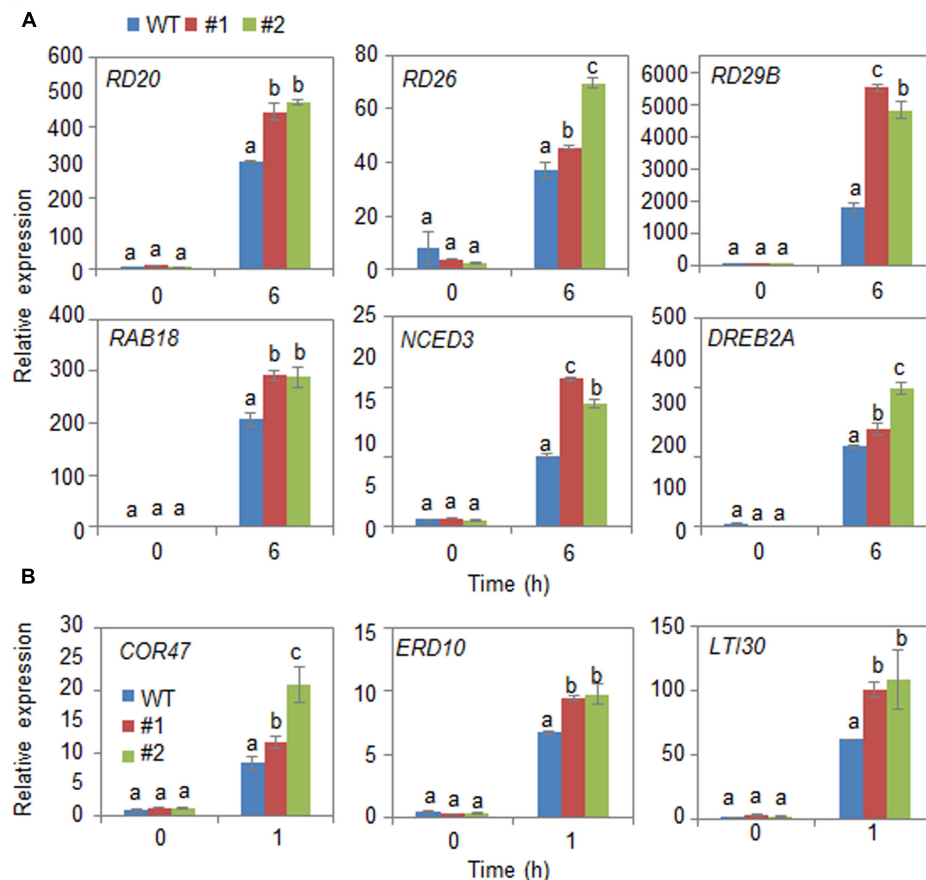 A
WT #1 #2
Relative expression
RD20
600
500
400
300
200
100
0
a a a
a b b
0 6
RD26
80
60
40
20
0
a a a
a b c
0 6
RD29B
6000
5000
4000
3000
2000
1000
0
a a a
a c b
0 6
RAB18
400
300
200
100
0
a a a
a b b
0 6
NCED3
25
20
15
10
5
0
a a a
a c b
0 6
DREB2A
500
400
300
200
100
0
a a a
a b c
0 6
Time (h)
B
Relative expression
COR47
WT
#1
#2
30
25
20
15
10
5
0
a a a
a b c
0 1
ERD10
15
10
5
0
a a a
a b b
0 1
LTI30
150
100
50
0
a a a
a b b
0 1
Time (h)